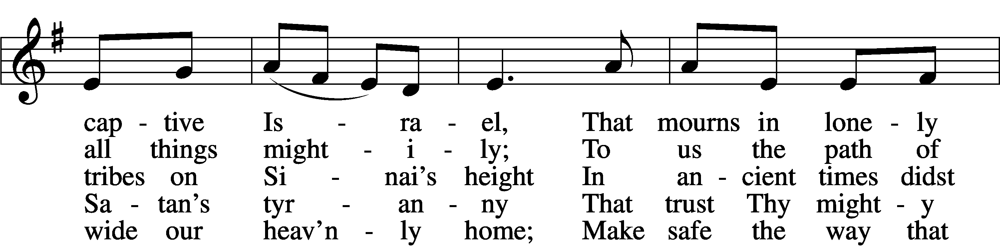 cap - tive Is - ra - el, That mourns in lone - ly
all things might - i - ly; To us the path of
tribes on Si - nai’s height In an - cient times didst
Sa - tan’s tyr - an - ny That trust Thy might - y
wide our heav’n - ly home; Make safe the way that